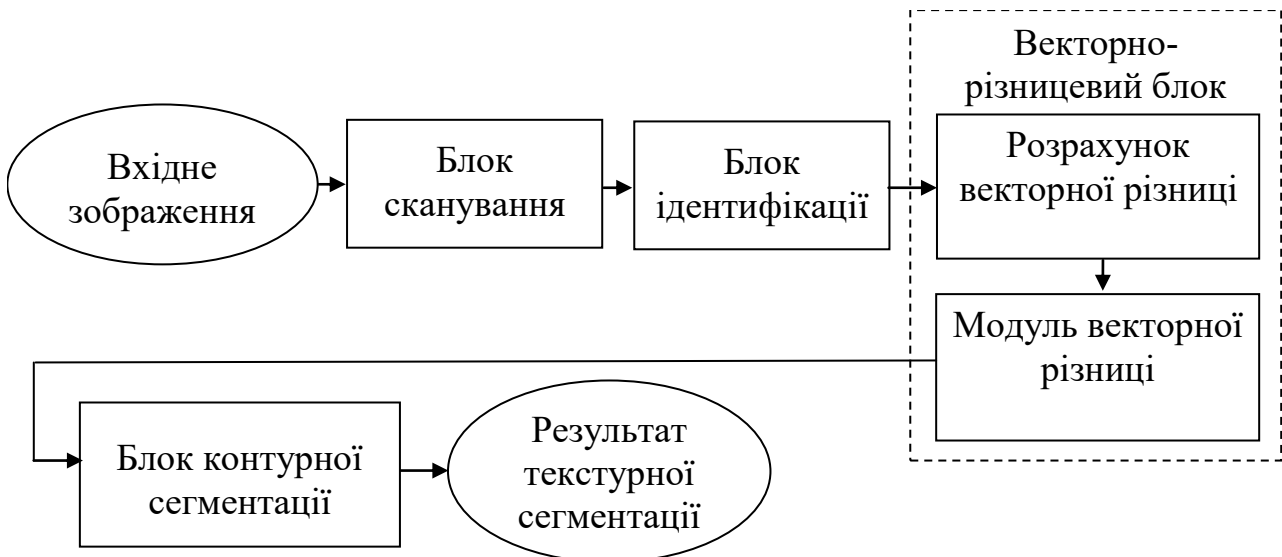 Вхідне
зображення
Блок
сканування
Блок
ідентифікації
Векторно-
різницевий блок
Розрахунок
векторної різниці
Модуль векторної
різниці
Блок контурної
сегментації
Результат
текстурної
сегментації